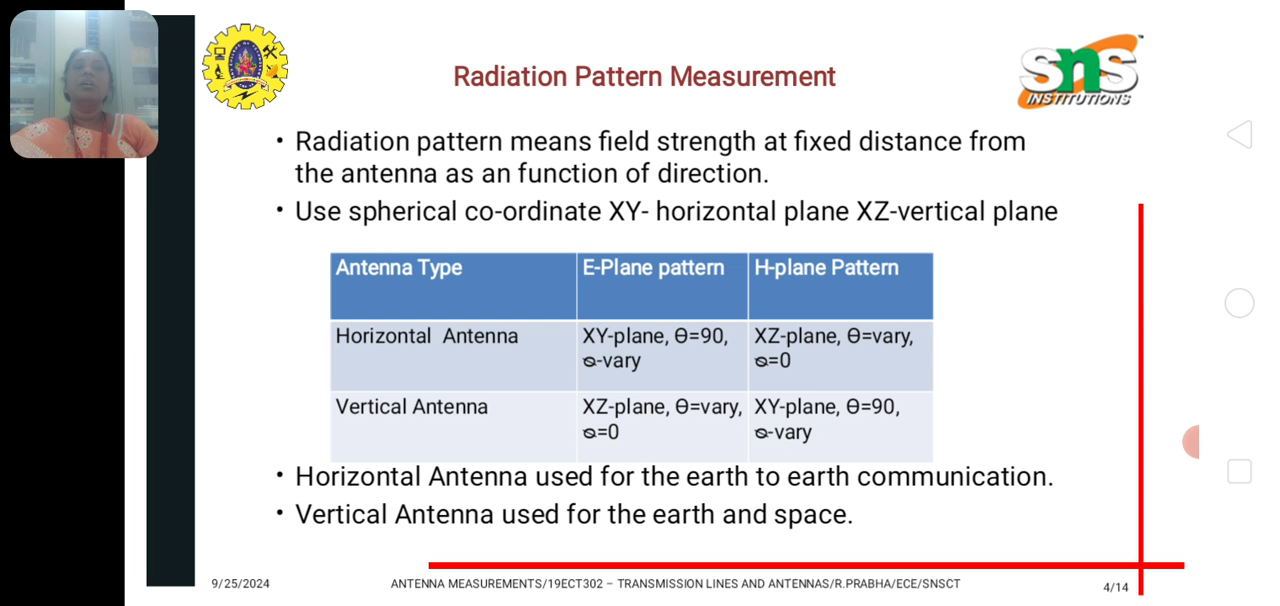 Radiation Pattern Measurement
SNS
INSTITUTIONS
• Radiation pattern means field strength at fixed distance from
the antenna as an function of direction.
• Use spherical co-ordinate XY- horizontal plane XZ-vertical plane
Antenna Type E-Plane pattern H-plane Pattern
Horizontal Antenna XY-plane, Ɵ=90, XZ-plane, Ɵ=vary,
ᴓ-vary ᴓ=0
Vertical Antenna XZ-plane, Ɵ=vary, XY-plane, Ɵ=90,
ᴓ=0 ᴓ-vary
• Horizontal Antenna used for the earth to earth communication.
• Vertical Antenna used for the earth and space.
9/25/2024 ANTENNA MEASUREMENTS/19ECT302 – TRANSMISSION LINES AND ANTENNAS/R.PRABHA/ECE/SNSCT 4/14